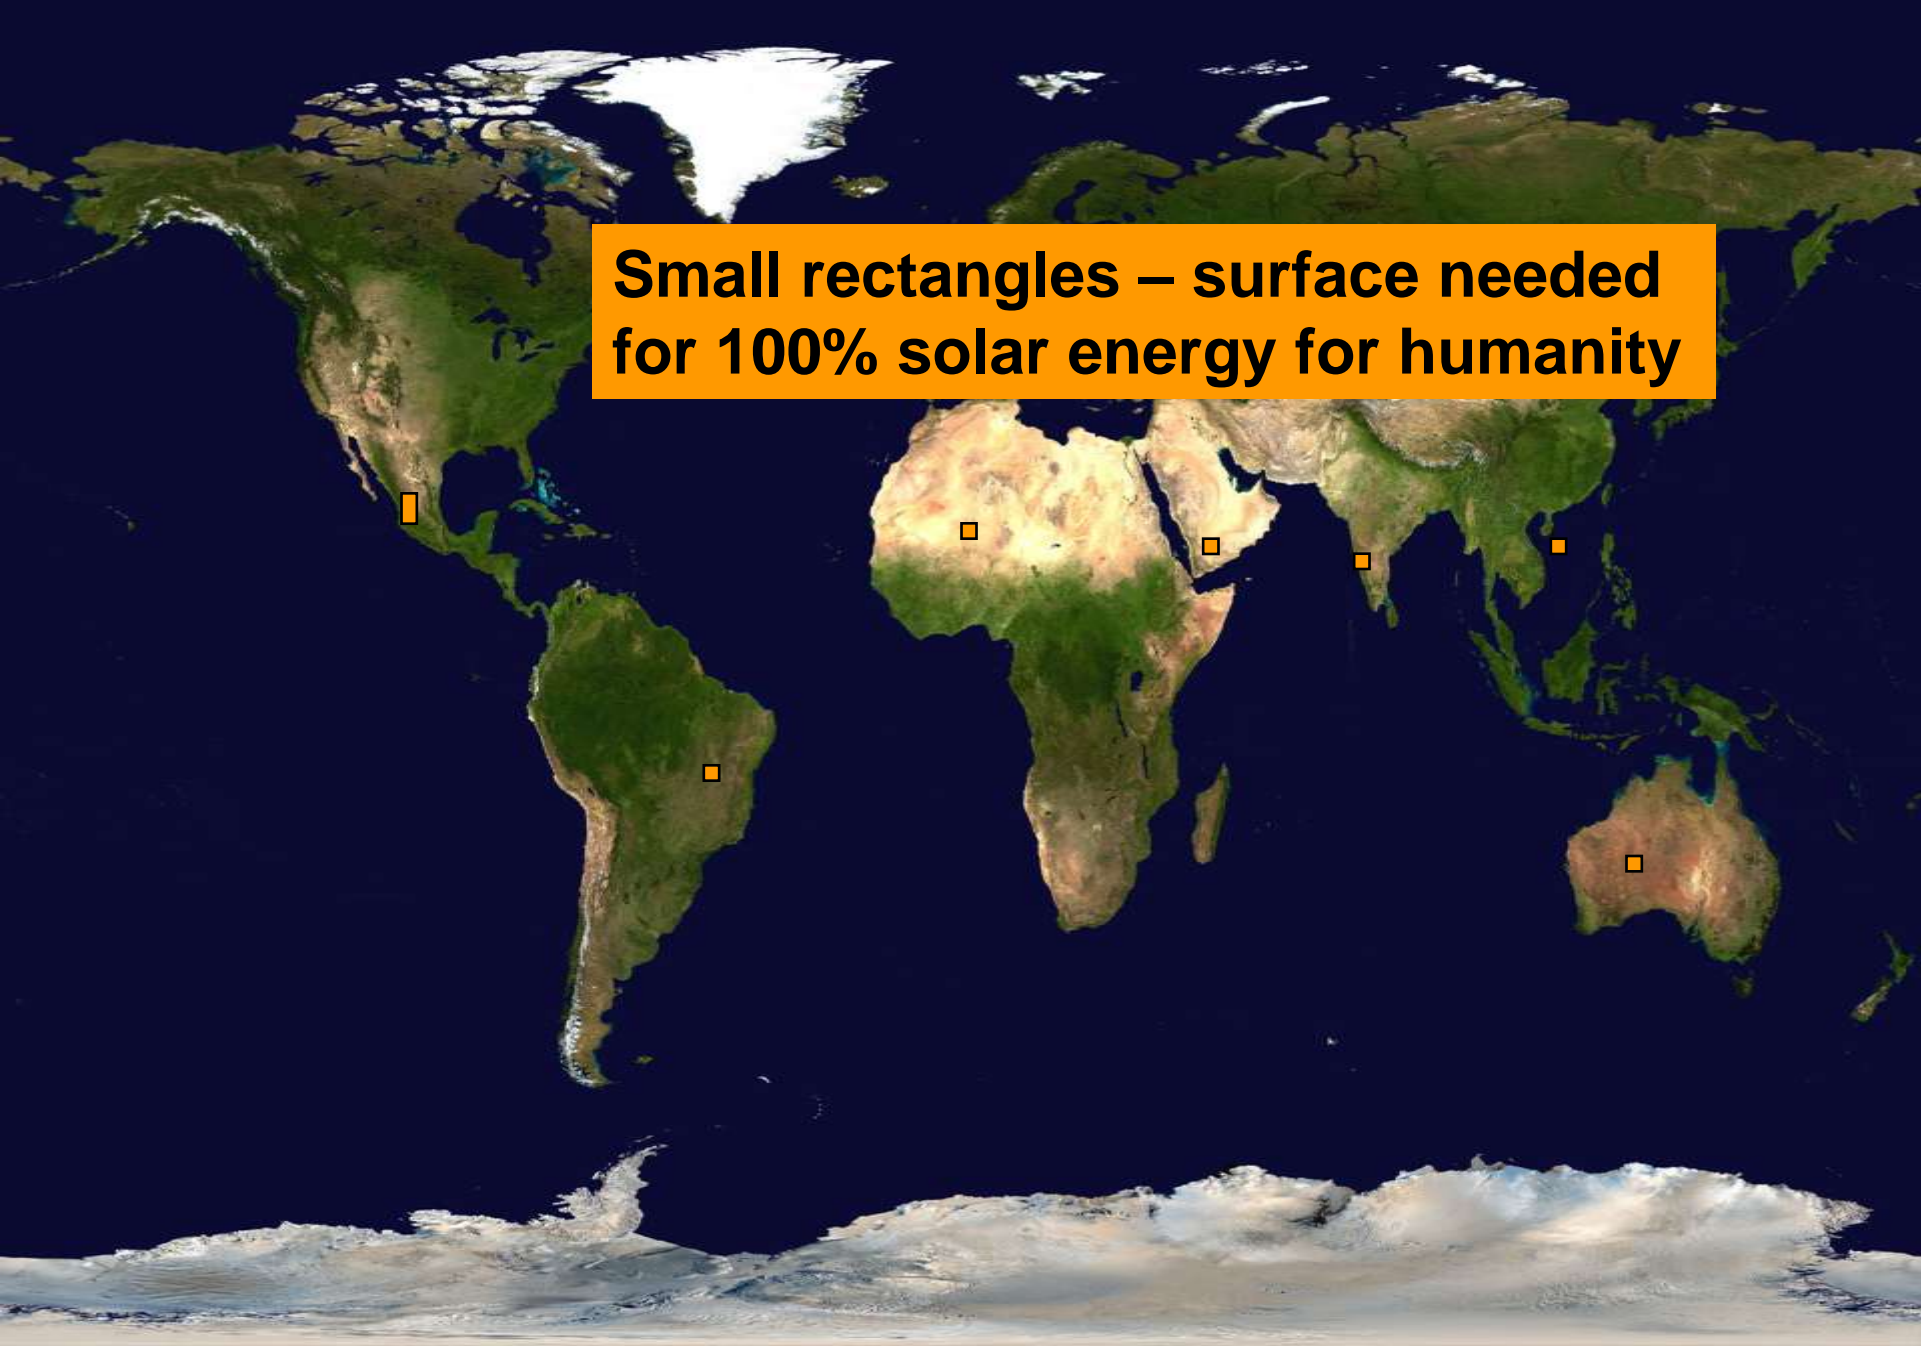 Small rectangles – surface needed
for 100% solar energy for humanity